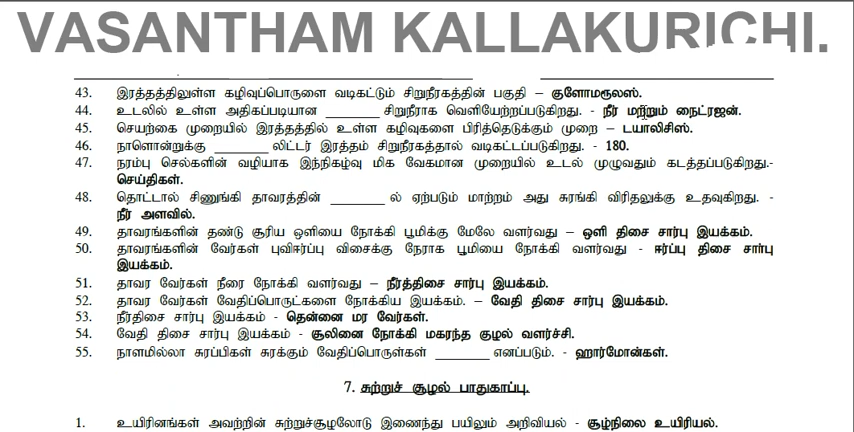 VASANTHAM KALLAKURICHI.
43. இரத்தத்திலுள்ள கழிவுப்பொருளை வடிகட்டும் சிறுநீரகத்தின் பகுதி – குளோமரூலஸ்.
44. உடலில் உள்ள அதிகப்படியான ________ சிறுநீராக வெளியேற்றப்படுகிறது. - நீர் மற்றும் நைட்ரஜன்.
45. செயற்கை முறையில் இரத்தத்தில் உள்ள கழிவுகளை பிரித்தெடுக்கும் முறை – டயாலிசிஸ்.
46. நாளொன்றுக்கு ________ லிட்டர் இரத்தம் சிறுநீரகத்தால் வடிகட்டப்படுகிறது. - 180.
47. நரம்பு செல்களின் வழியாக இந்நிகழ்வு மிக வேகமான முறையில் உடல் முழுவதும் கடத்தப்படுகிறது.-
செய்திகள்.
48. தொட்டால் சிணுங்கி தாவரத்தின் ________ ல் ஏற்படும் மாற்றம் அது சுரங்கி விரிதலுக்கு உதவுகிறது. -
நீர் அளவில்.
49. தாவரங்களின் தண்டு சூரிய ஒளியை நோக்கி பூமிக்கு மேலே வளர்வது – ஒளி திசை சார்பு இயக்கம்.
50. தாவரங்களின் வேர்கள் புவிஈர்ப்பு விசைக்கு நேராக பூமியை நோக்கி வளர்வது - ஈர்ப்பு திசை சார்பு
இயக்கம்.
51. தாவர வேர்கள் நீரை நோக்கி வளர்வது – நீர்த்திசை சார்பு இயக்கம்.
52. தாவர வேர்கள் வேதிப்பொருட்களை நோக்கிய இயக்கம். – வேதி திசை சார்பு இயக்கம்.
53. நீர்திசை சார்பு இயக்கம் - தென்னை மர வேர்கள்.
54. வேதி திசை சார்பு இயக்கம் - சூலினை நோக்கி மகரந்த குழல் வளர்ச்சி.
55. நாளமில்லா சுரப்பிகள் சுரக்கும் வேதிப்பொருள்கள் ________ எனப்படும். - ஹார்மோன்கள்.
7. சுற்றுச் சூழல் பாதுகாப்பு.
1. உயிரினங்கள் அவற்றின் சுற்றுச்சூழலோடு இணைந்து பயிலும் அறிவியல் - சூழ்நிலை உயிரியல்.